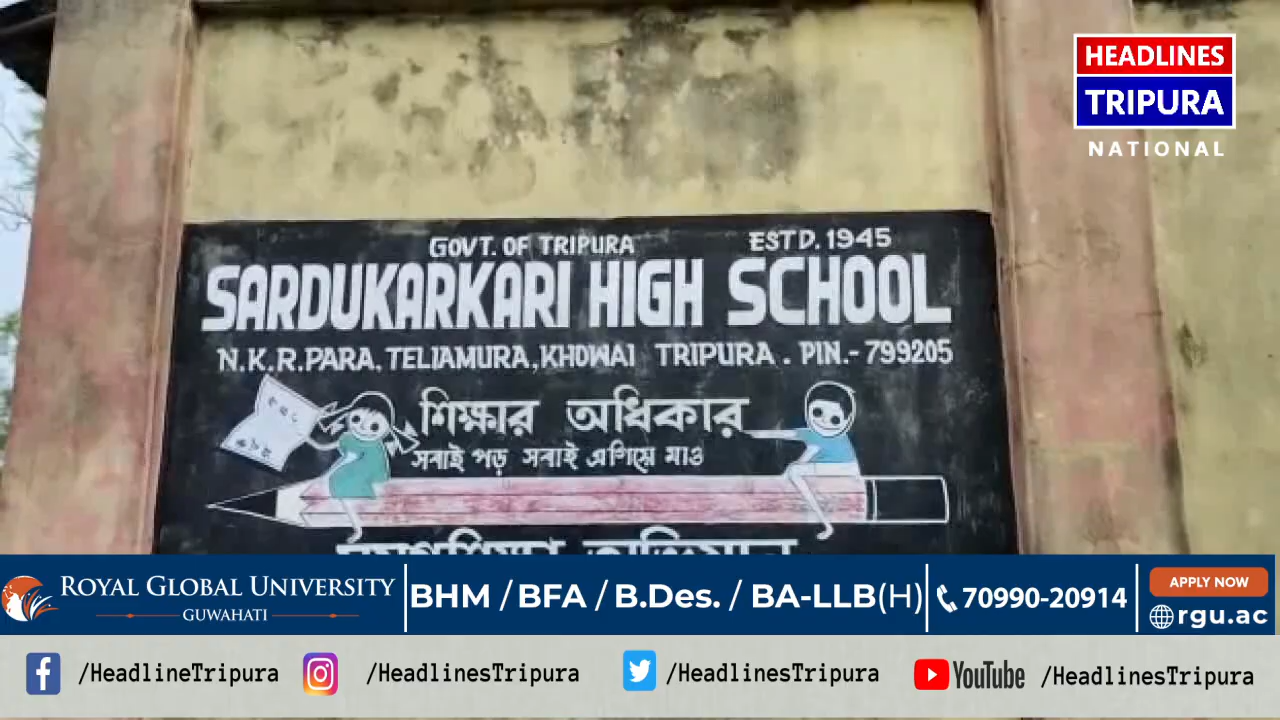 HEADLINES
TRIPURA
NATIONAL
GOVT. OF TRIPURA ESTD. 1945
SARDUKARKARI HIGH SCHOOL
N.K.R. PARA, TELIAMURA, KHOWAI TRIPURA. PIN.- 799205
শিক্ষার অধিকার
সবাই পড় সবাই এগিয়ে যাও
ROYAL GLOBAL UNIVERSITY
GUWAHATI
BHM / BFA / B.Des. / BA-LLB(H)
70990-20914
APPLY NOW
rgu.ac
/HeadlineTripura /HeadlinesTripura /HeadlinesTripura YouTube /HeadlinesTripura